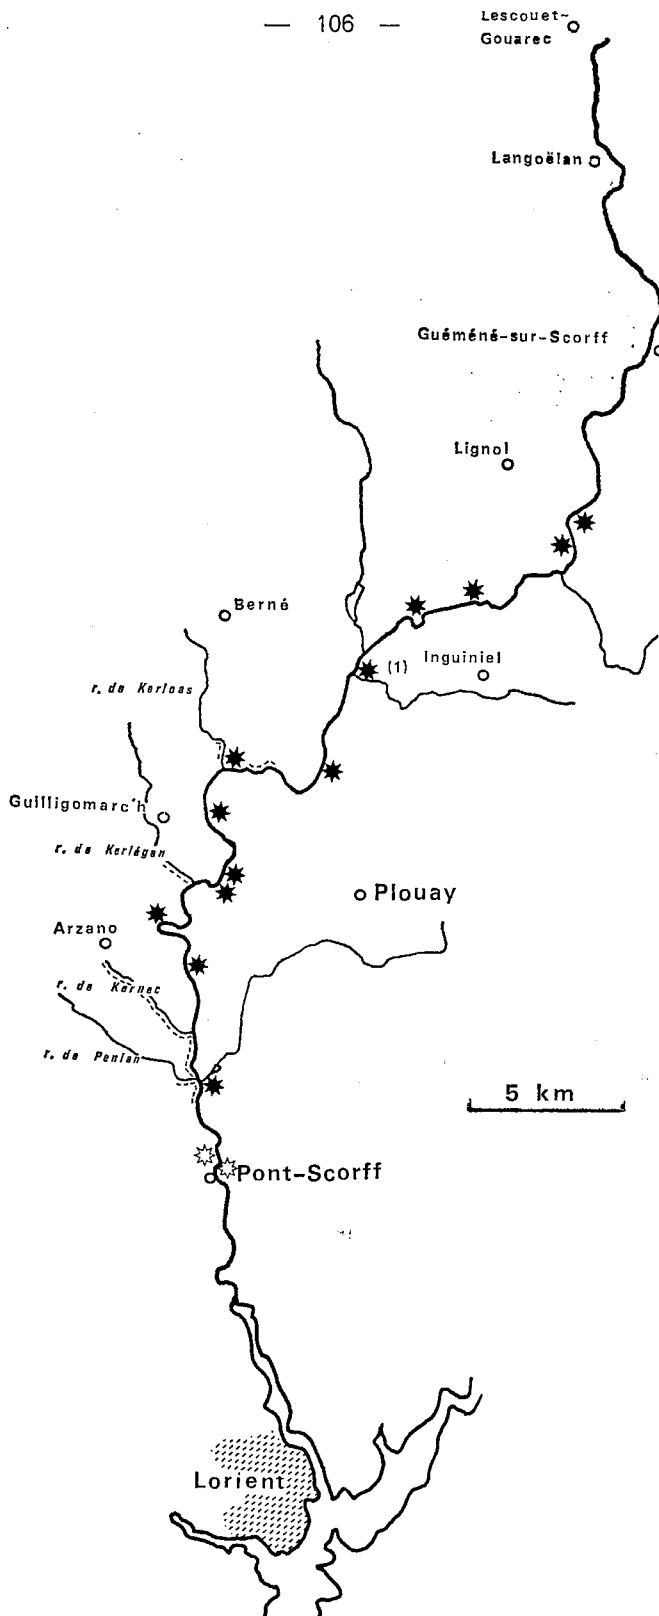 — 106 —
Lescouet-
Gouarec
Langoëlan
Guéméné-sur-Scorff
Lignol
Berné
(1)
Inguiniel
r. de Kerloas
Guilligomarc'h
r. de Kerlégan
Plouay
Arzano
r. de Kernec
r. de Penlan
5 km
Pont-Scorff
Lorient